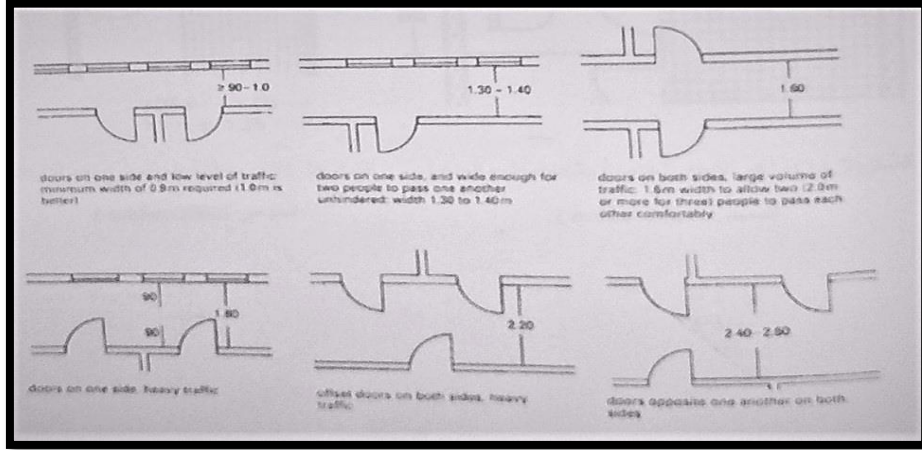 ≥ 90-1.0
1.30 - 1.40
1.60
doors on one side and low level of traffic:
minimum width of 0.9m required (1.0m is
better)
doors on one side, and wide enough for
two people to pass one another
unhindered: width 1.30 to 1.40m
doors on both sides, large volume of
traffic: 1.6m width to allow two (2.0m
or more for three) people to pass each
other comfortably
90
90
1.80
2.20
2.40 2.60
doors on one side, heavy traffic
offset doors on both sides, heavy
traffic
doors opposite one another on both
sides